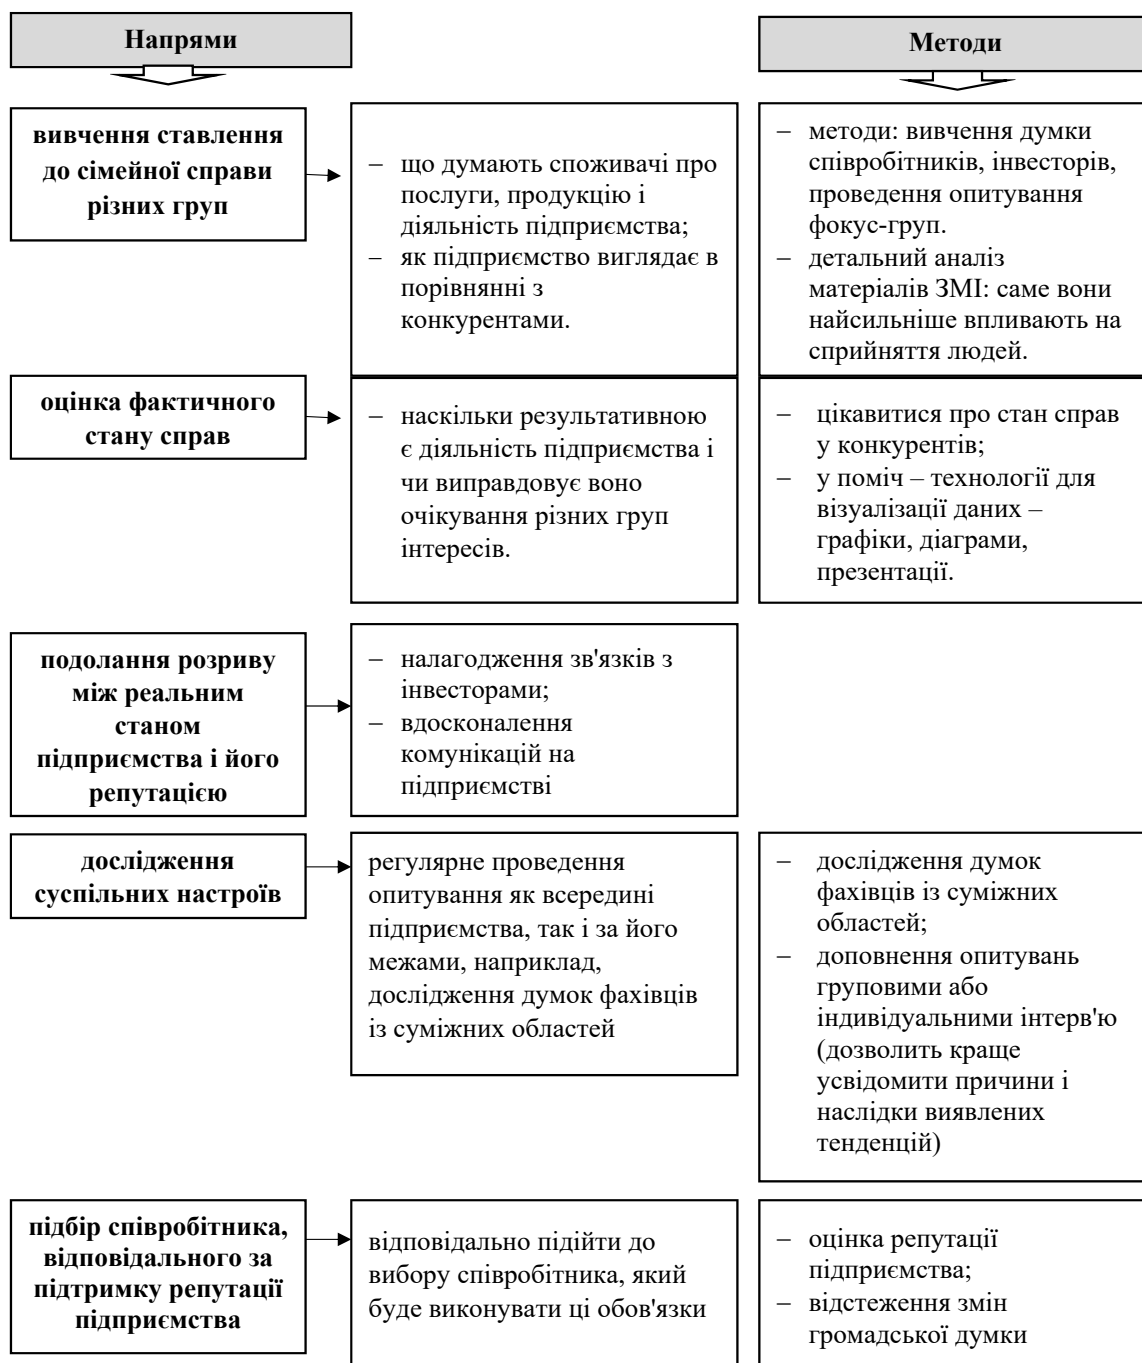 Напрями
Методи
вивчення ставлення
до сімейної справи
різних груп
– що думають споживачі про
послуги, продукцію і
діяльність підприємства;
– як підприємство виглядає в
порівнянні з
конкурентами.
– методи: вивчення думки
співробітників, інвесторів,
проведення опитування
фокус-груп.
– детальний аналіз
матеріалів ЗМІ: саме вони
найсильніше впливають на
сприйняття людей.
оцінка фактичного
стану справ
– наскільки результативною
є діяльність підприємства і
чи виправдовує воно
очікування різних груп
інтересів.
– цікавитися про стан справ
у конкурентів;
– у поміч – технології для
візуалізації даних –
графіки, діаграми,
презентації.
подолання розриву
між реальним
станом
підприємства і його
репутацією
– налагодження зв'язків з
інвесторами;
– вдосконалення
комунікацій на
підприємстві
дослідження
суспільних настроїв
регулярне проведення
опитування як всередині
підприємства, так і за його
межами, наприклад,
дослідження думок фахівців
із суміжних областей
– дослідження думок
фахівців із суміжних
областей;
– доповнення опитувань
груповими або
індивідуальними інтерв'ю
(дозволить краще
усвідомити причини і
наслідки виявлених
тенденцій)
підбір співробітника,
відповідального за
підтримку репутації
підприємства
відповідально підійти до
вибору співробітника, який
буде виконувати ці обов'язки
– оцінка репутації
підприємства;
– відстеження змін
громадської думки